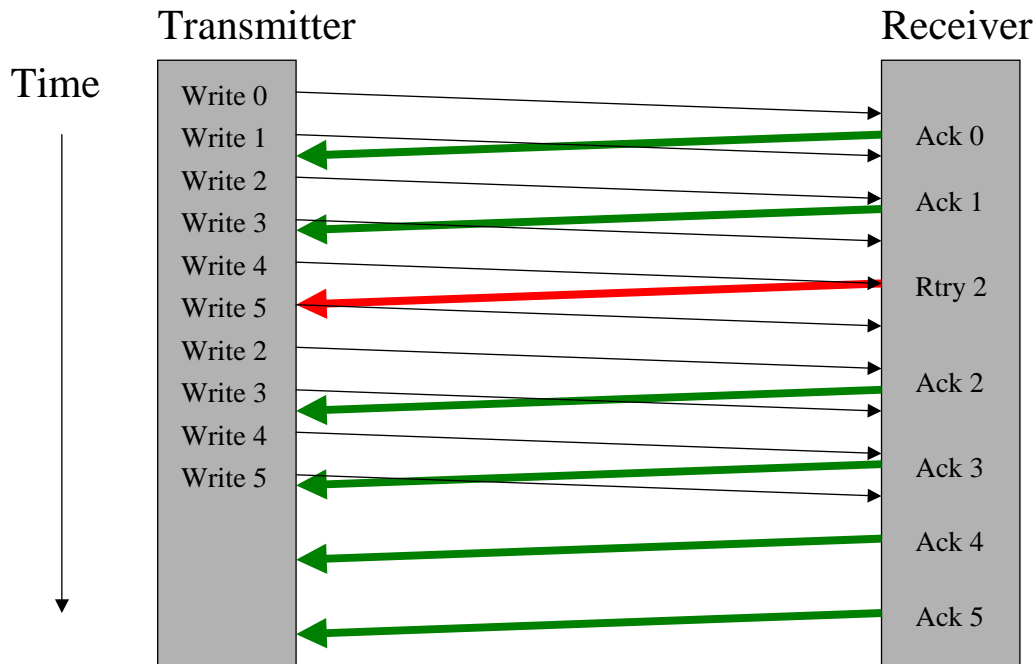 Transmitter
Receiver
Time
Write 0
Write 1
Write 2
Write 3
Write 4
Write 5
Write 2
Write 3
Write 4
Write 5
Ack 0
Ack 1
Rtry 2
Ack 2
Ack 3
Ack 4
Ack 5